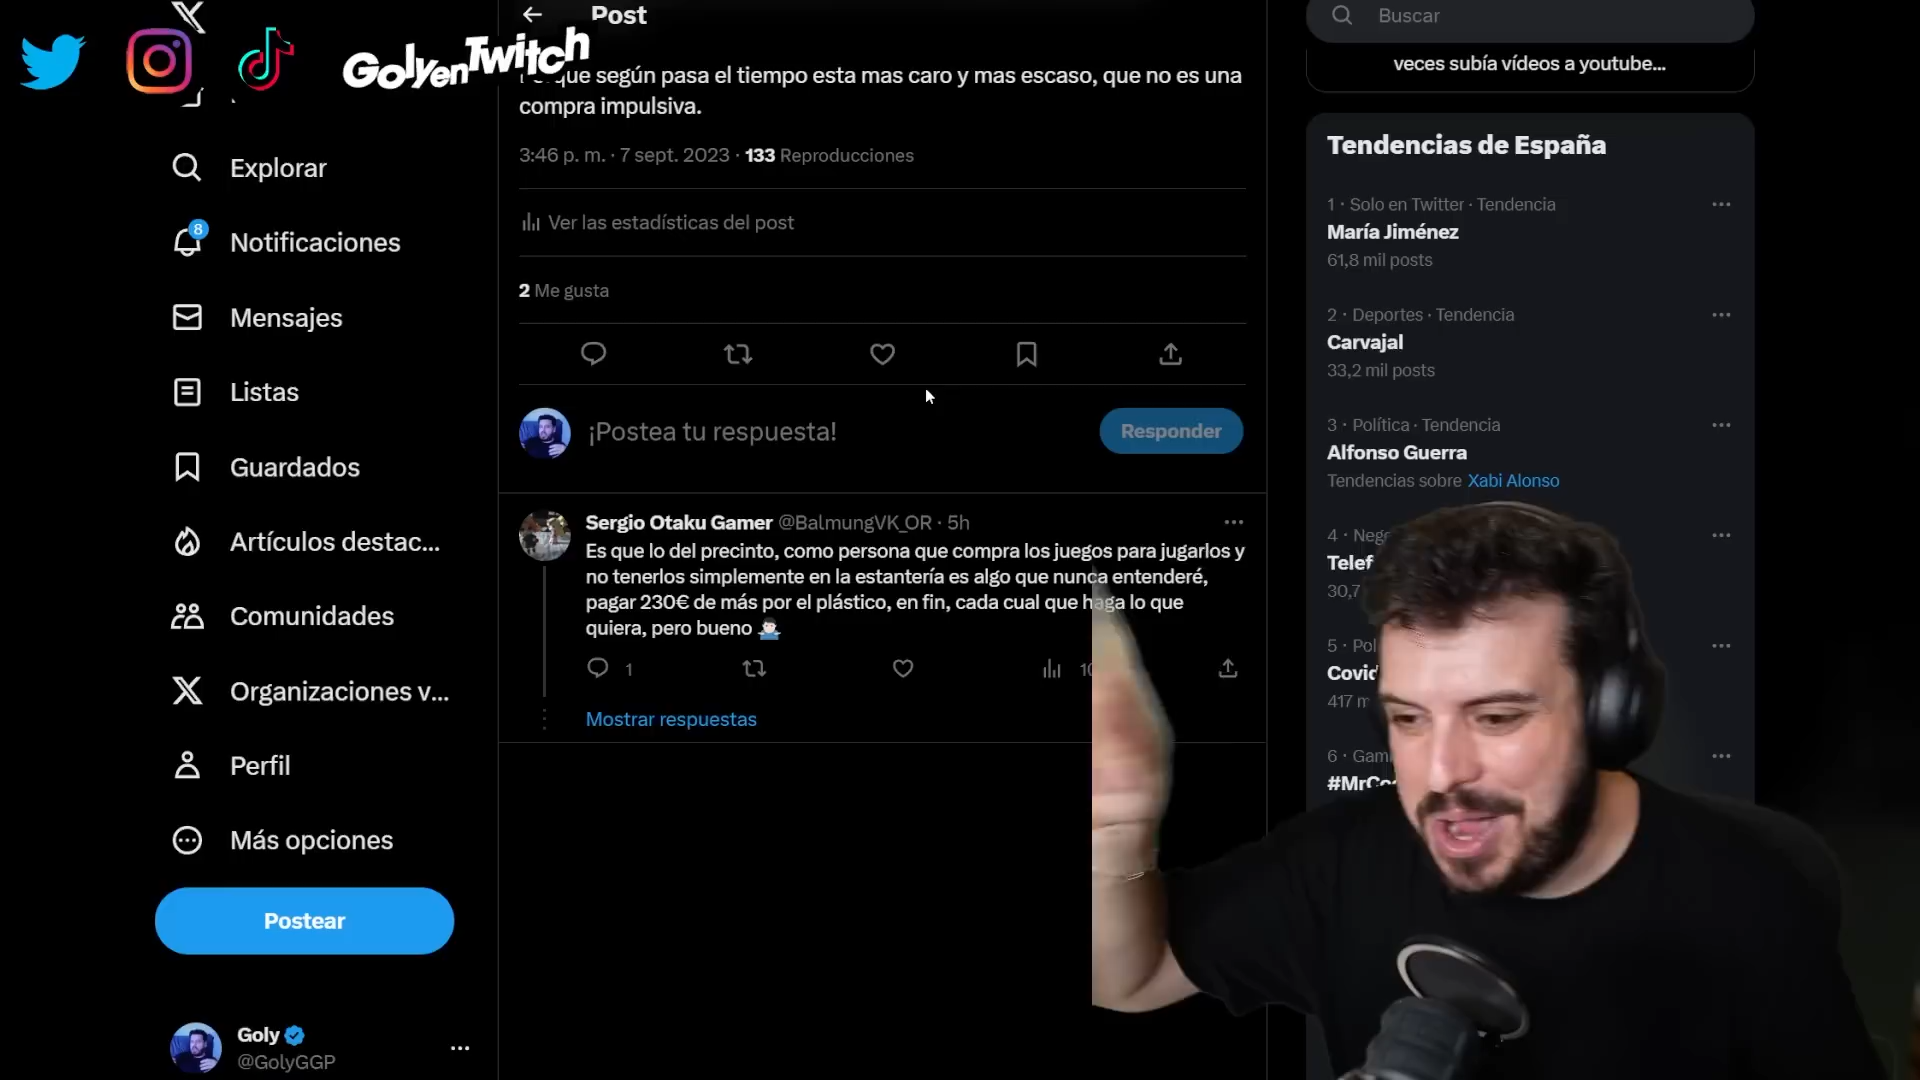 GolyenTwitch
Post
que según pasa el tiempo esta mas caro y mas escaso, que no es una
compra impulsiva.
3:46 p. m. · 7 sept. 2023 · 133 Reproducciones
Ver las estadísticas del post
2 Me gusta
¡Postea tu respuesta!
Responder
Sergio Otaku Gamer @BalmungVK_OR · 5h
Es que lo del precinto, como persona que compra los juegos para jugarlos y
no tenerlos simplemente en la estantería es algo que nunca entenderé,
pagar 230€ de más por el plástico, en fin, cada cual que haga lo que
quiera, pero bueno
1
Mostrar respuestas
Explorar
8
Notificaciones
Mensajes
Listas
Guardados
Artículos destac...
Comunidades
Organizaciones v...
Perfil
Más opciones
Postear
Goly
@GolyGGP
Buscar
veces subía vídeos a youtube...
Tendencias de España
1 · Solo en Twitter · Tendencia
María Jiménez
61,8 mil posts
2 · Deportes · Tendencia
Carvajal
33,2 mil posts
3 · Política · Tendencia
Alfonso Guerra
Tendencias sobre Xabi Alonso
4 ·
30,7
5 ·
417
6 ·